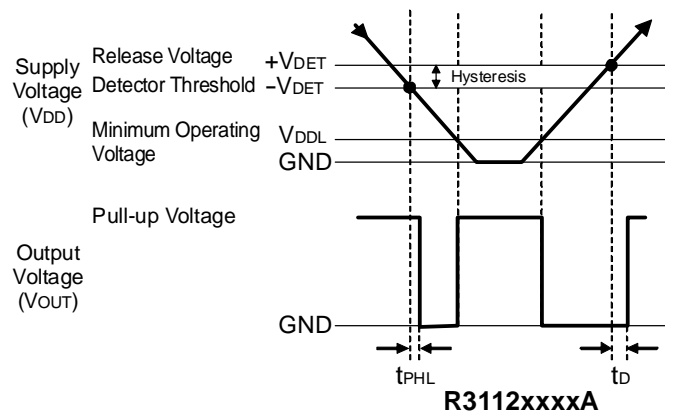 Supply
Voltage
(VDD)
Release Voltage
+VDET
Hysteresis
Detector Threshold
−VDET
Minimum Operating
Voltage
VDDL
GND
Pull-up Voltage
Output
Voltage
(VOUT)
GND
tPHL
tD
R3112xxxxA